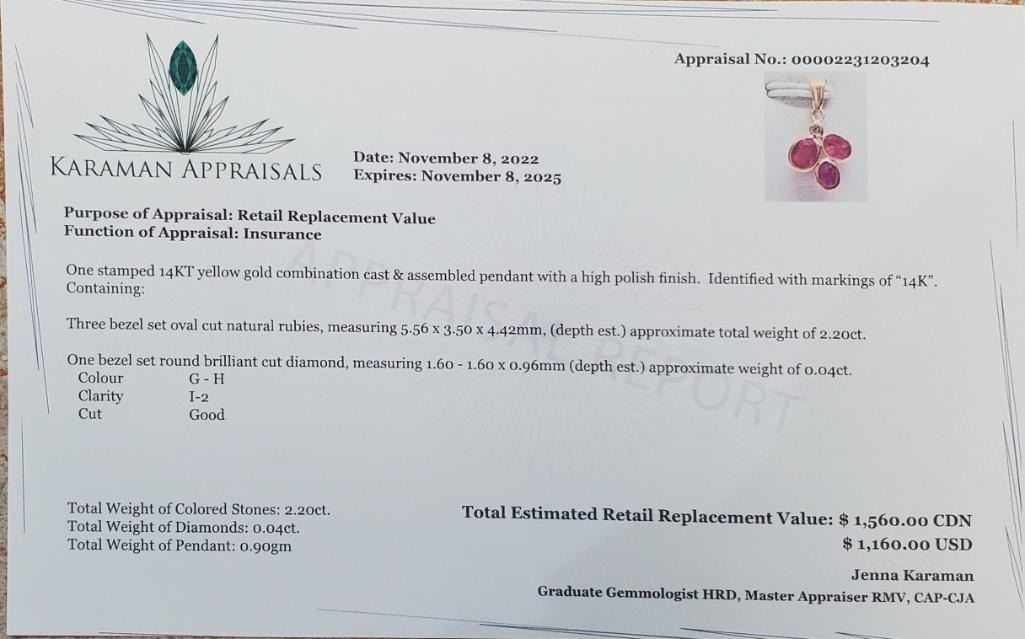 Appraisal No.: 00002231203204
KARAMAN APPRAISALS
Date: November 8, 2022
Expires: November 8, 2025
Purpose of Appraisal: Retail Replacement Value
Function of Appraisal: Insurance
One stamped 14KT yellow gold combination cast & assembled pendant with a high polish finish. Identified with markings of “14K”.
Containing:
Three bezel set oval cut natural rubies, measuring 5.56 x 3.50 x 4.42mm, (depth est.) approximate total weight of 2.20ct.
One bezel set round brilliant cut diamond, measuring 1.60 - 1.60 x 0.96mm (depth est.) approximate weight of 0.04ct.
Colour G - H
Clarity I-2
Cut Good
APPRAISAL REPORT
Total Weight of Colored Stones: 2.20ct.
Total Weight of Diamonds: 0.04ct.
Total Weight of Pendant: 0.90gm
Total Estimated Retail Replacement Value: $ 1,560.00 CDN
$ 1,160.00 USD
Jenna Karaman
Graduate Gemmologist HRD, Master Appraiser RMV, CAP-CJA